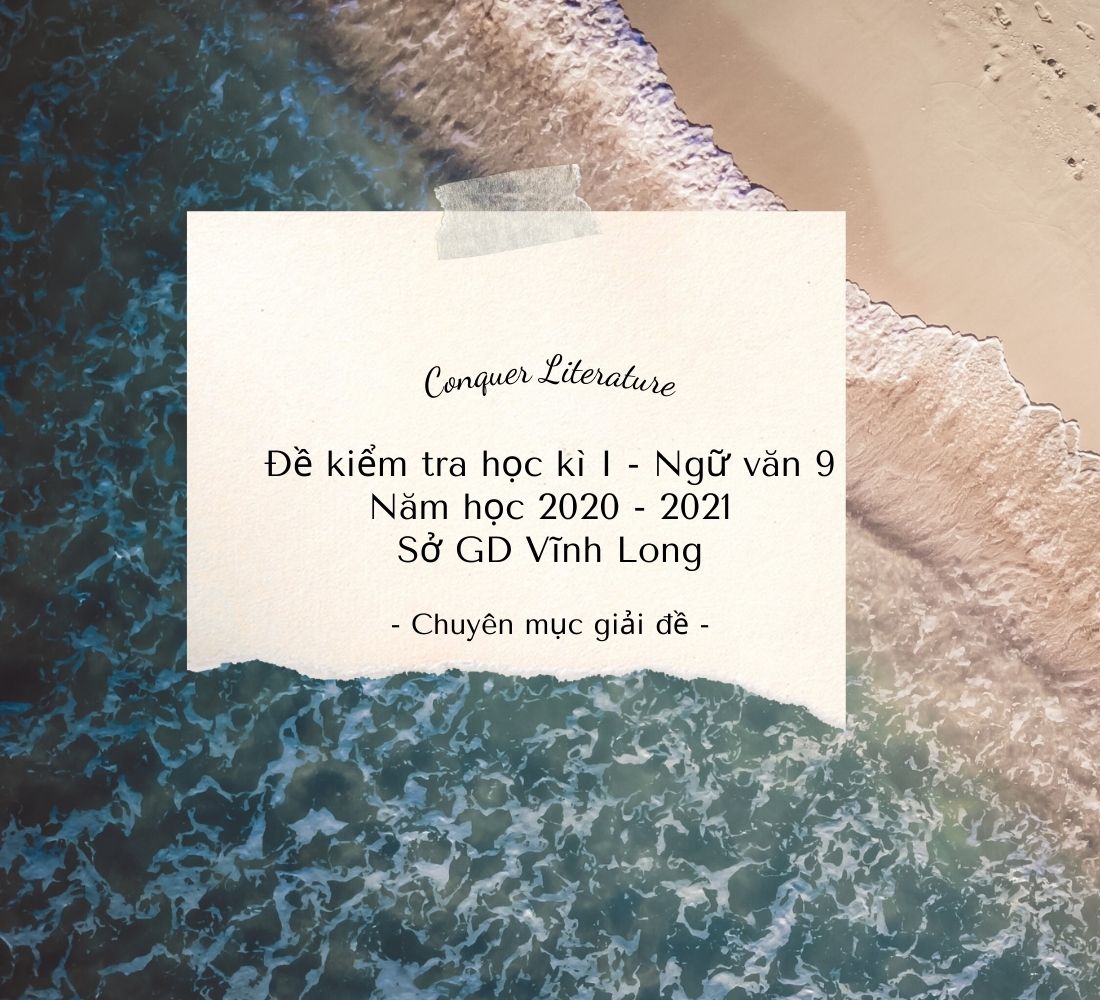 Conquer Literature
Đề kiểm tra học kì I - Ngữ văn 9
Năm học 2020 - 2021
Sở GD Vĩnh Long
- Chuyên mục giải đề -